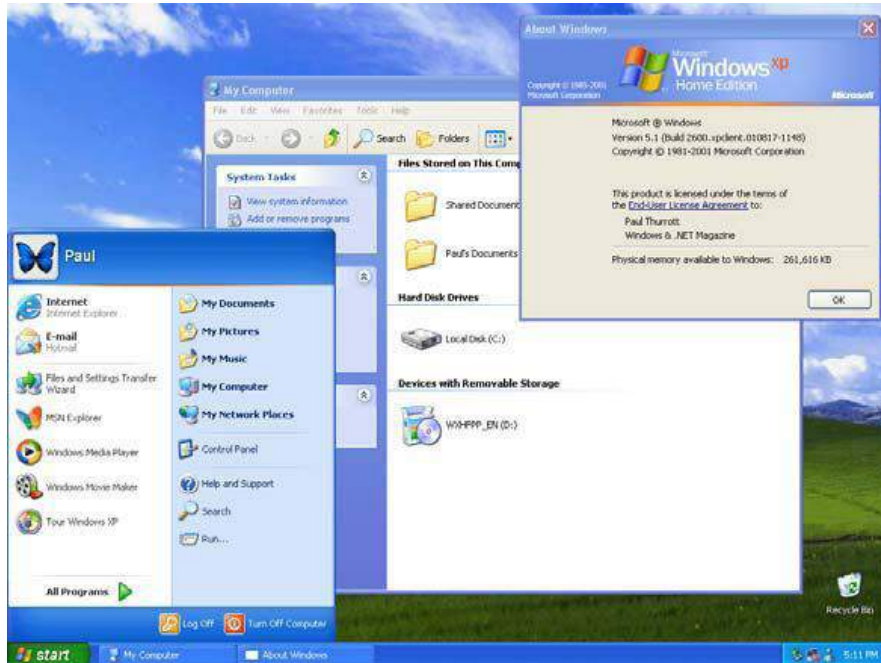 About Windows
Microsoft
Windows xp
Home Edition
Copyright © 1985-2001
Microsoft Corporation
Microsoft
Microsoft ® Windows
Version 5.1 (Build 2600.xpclient.010817-1148)
Copyright © 1981-2001 Microsoft Corporation
This product is licensed under the terms of
the End-User License Agreement to:
Paul Thurrott
Windows & .NET Magazine
Physical memory available to Windows: 261,616 KB
OK
My Computer
File Edit View Favorites Tools Help
Back Search Folders
System Tasks
View system information
Add or remove programs
Files Stored on This Comp
Shared Document
Paul's Documents
Hard Disk Drives
Local Disk (C:)
Devices with Removable Storage
WXHFPP_EN (D:)
Paul
Internet
Internet Explorer
E-mail
Hotmail
Files and Settings Transfer
Wizard
MSN Explorer
Windows Media Player
Windows Movie Maker
Tour Windows XP
All Programs
My Documents
My Pictures
My Music
My Computer
My Network Places
Control Panel
Help and Support
Search
Run...
Log Off Turn Off Computer
Recycle Bin
start My Computer About Windows 5:11 PM